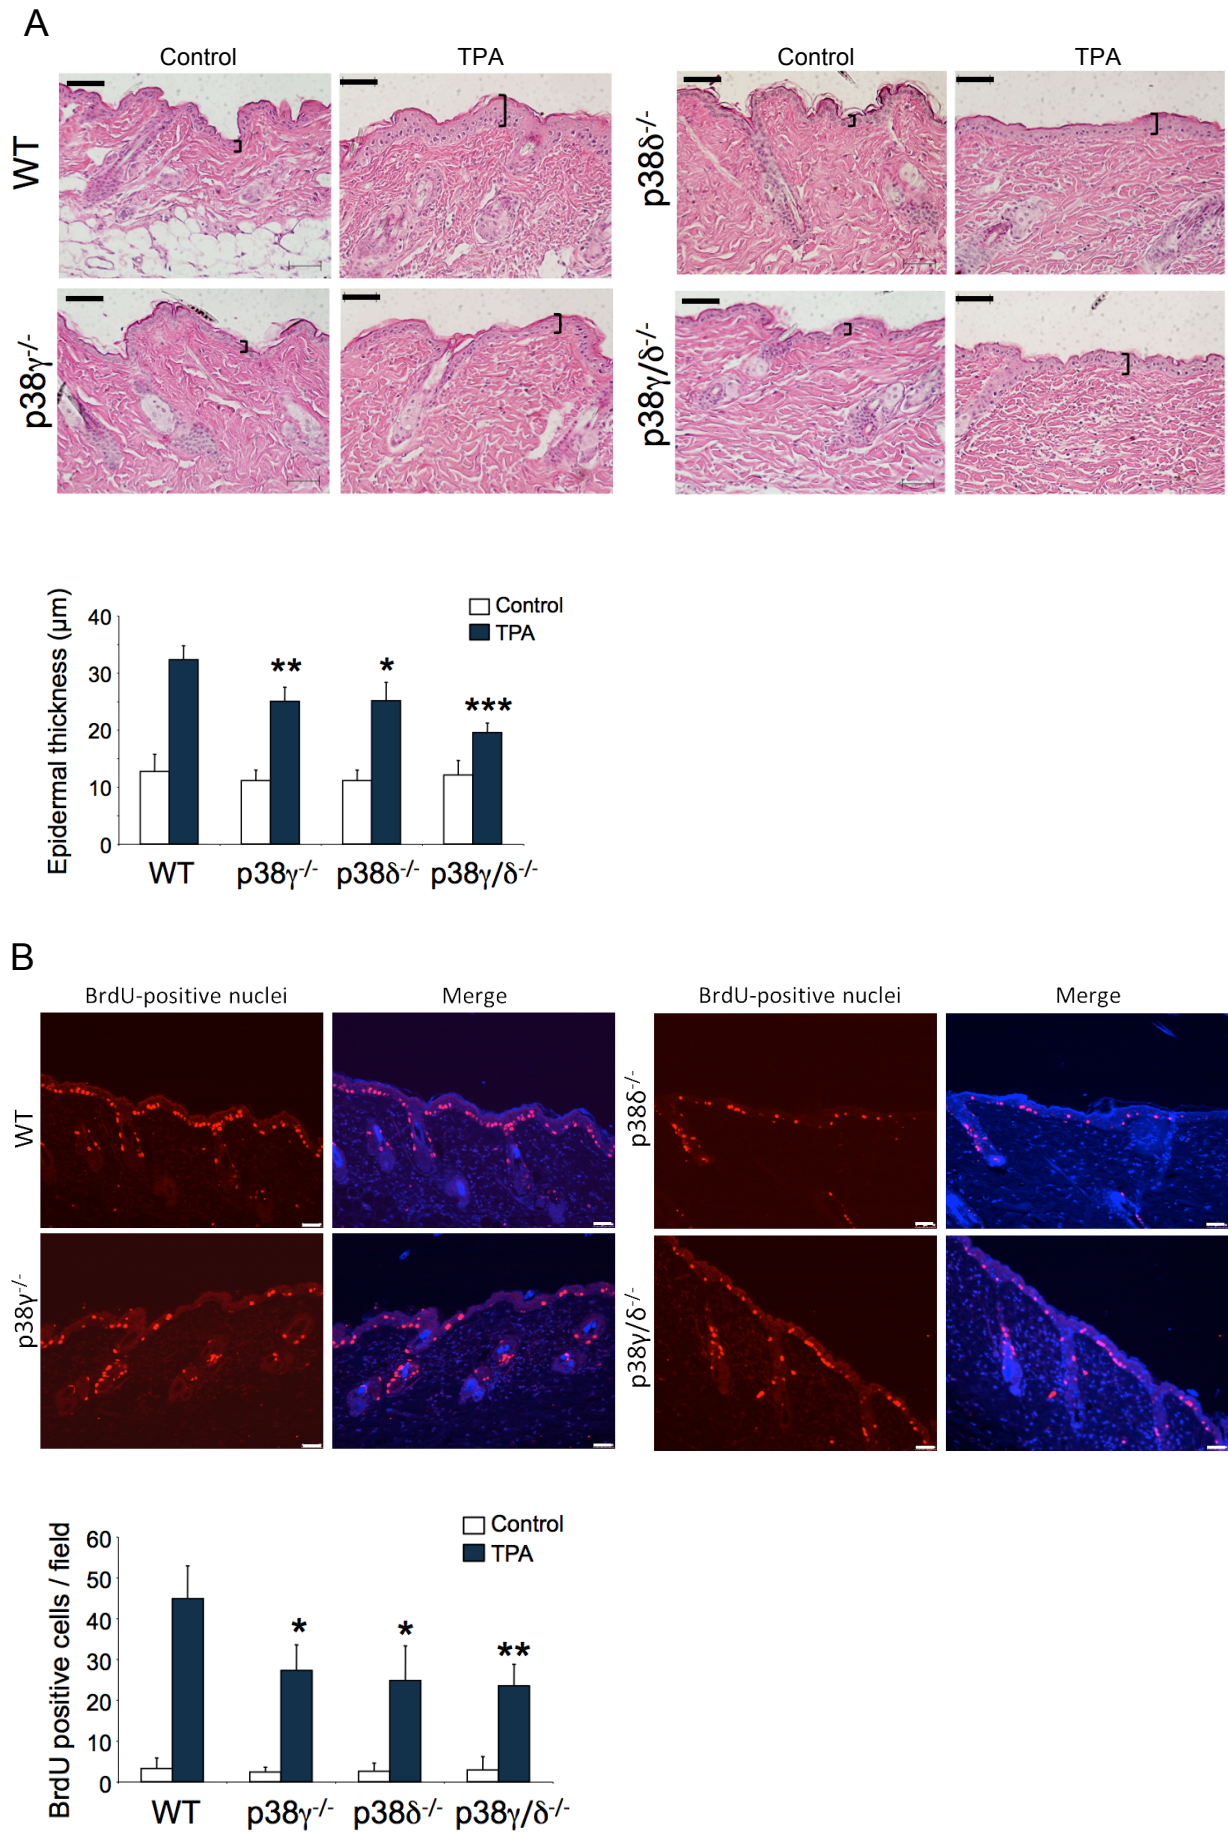 A
Control TPA Control TPA
WT
p38δ-/-
p38γ-/-
p38γ/δ-/-
Epidermal thickness (μm)
Control
TPA
40
30
20
10
0
** * ***
WT p38γ-/- p38δ-/- p38γ/δ-/-
B
BrdU-positive nuclei Merge BrdU-positive nuclei Merge
WT
p38δ-/-
p38γ-/-
p38γ/δ-/-
BrdU positive cells / field
Control
TPA
60
50
40
30
20
10
0
* * **
WT p38γ-/- p38δ-/- p38γ/δ-/-